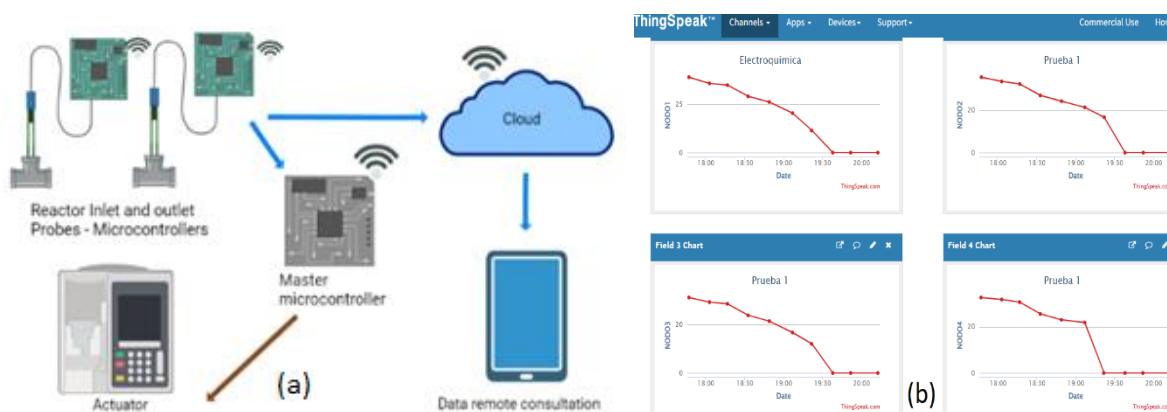 Cloud
Reactor Inlet and outlet
Probes - Microcontrollers
Master
microcontroller
Actuator
(a)
Data remote consultation
ThingSpeak™ Channels Apps Devices Support Commercial Use
Electroquimica
NODO1
25
0
18:00 18:30 19:00 19:30 20:00
Date
ThingSpeak.com
Prueba 1
NODO2
20
0
18:00 18:30 19:00 19:30 20:00
Date
Field 3 Chart
Prueba 1
NODO3
20
0
18:00 18:30 19:00 19:30 20:00
Date
ThingSpeak.com
Field 4 Chart
Prueba 1
NODO4
20
0
18:00 18:30 19:00 19:30 20:00
Date
(b)